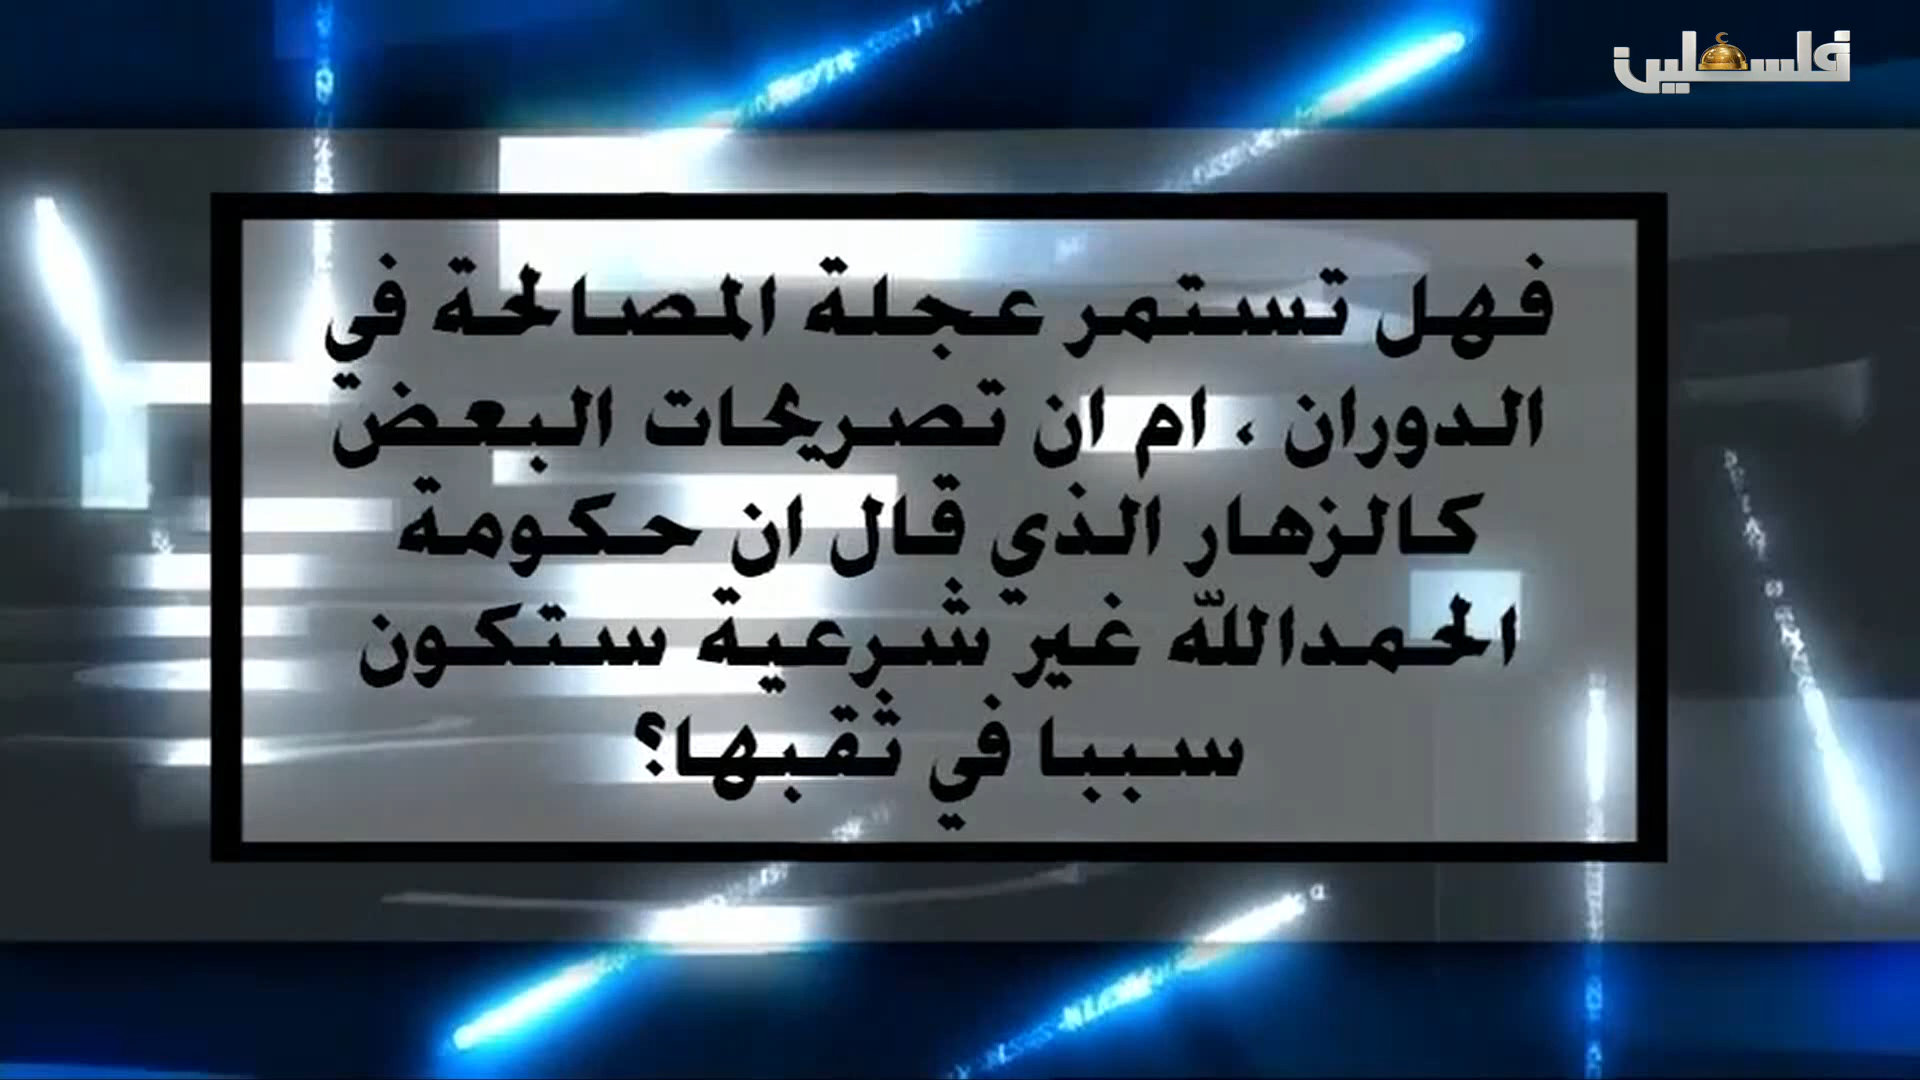 فلسطين
فهل تستمر عجلة المصالحة في
الدوران ، ام ان تصريحات البعض
كالزهار الذي قال ان حكومة
الحمدالله غير شرعية ستكون
سببا في ثقبها؟